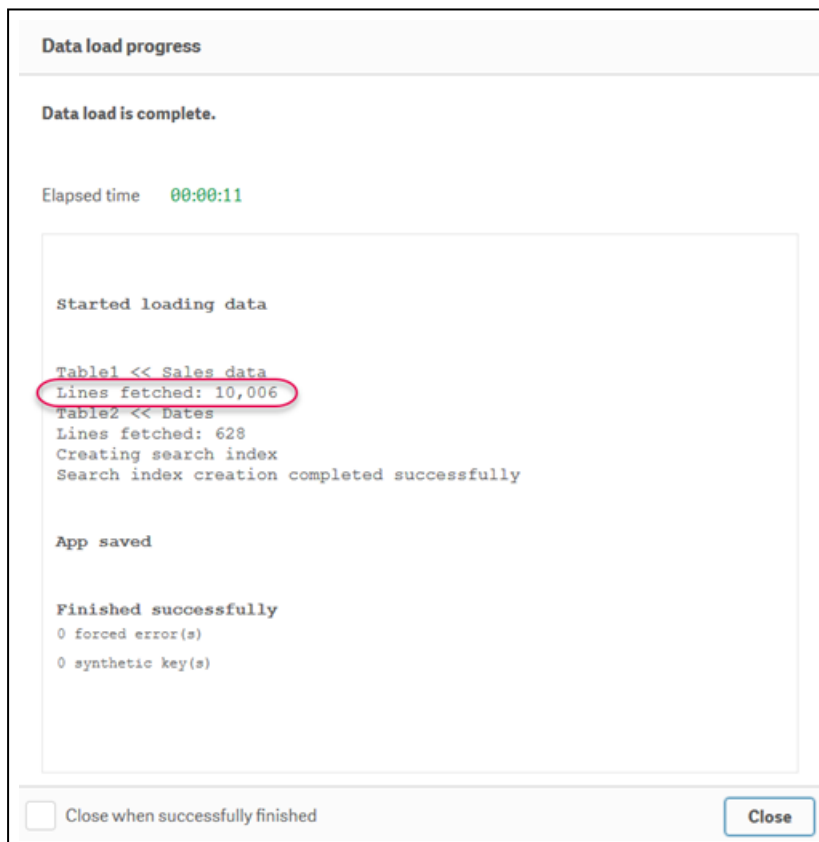 Data load progress
Data load is complete.
Elapsed time 00:00:11
Started loading data
Table1 << Sales data
Lines fetched: 10,006
Table2 << Dates
Lines fetched: 628
Creating search index
Search index creation completed successfully
App saved
Finished successfully
0 forced error(s)
0 synthetic key(s)
Close when successfully finished
Close